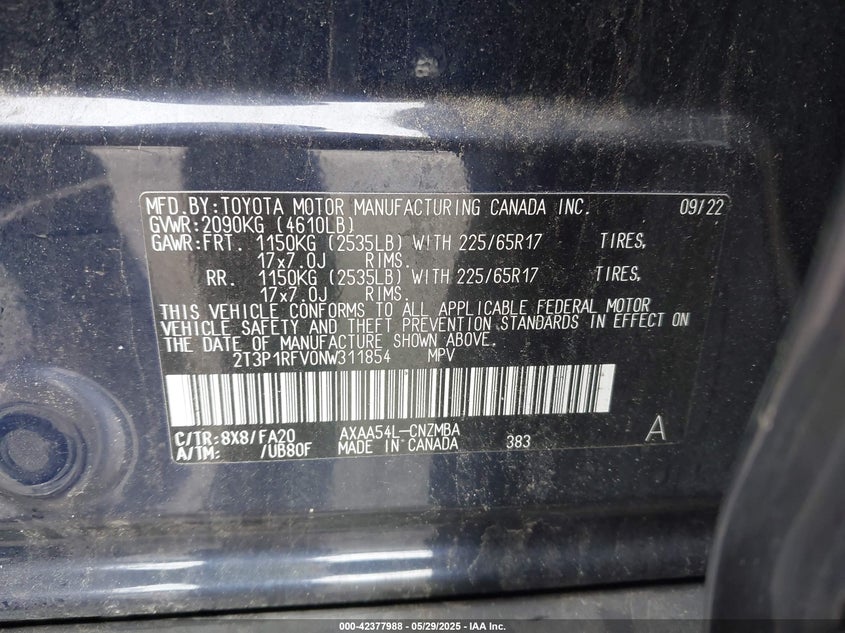 MFD.BY:TOYOTA MOTOR MANUFACTURING CANADA INC. 09/22
GVWR:2090KG (4610LB)
GAWR:FRT. 1150KG (2535LB) WITH 225/65R17 TIRES,
17x7.0J RIMS.
RR. 1150KG (2535LB) WITH 225/65R17 TIRES,
17x7.0J RIMS.
THIS VEHICLE CONFORMS TO ALL APPLICABLE FEDERAL MOTOR
VEHICLE SAFETY AND THEFT PREVENTION STANDARDS IN EFFECT ON
THE DATE OF MANUFACTURE SHOWN ABOVE.
2T3P1RFV0NW311854 MPV
C/TR:8X8/FA20 AXAA54L-CNZMBA A
A/TM: /UB80F MADE IN CANADA 383
000-42377988 - 05/29/2025 - IAA Inc.